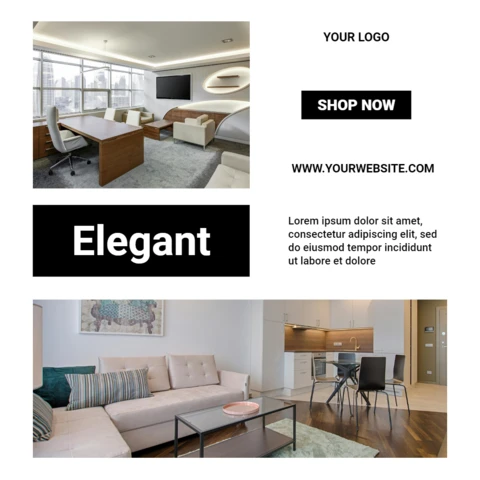 YOUR LOGO
SHOP NOW
WWW.YOURWEBSITE.COM
Elegant
Lorem ipsum dolor sit amet,
consectetur adipiscing elit, sed
do eiusmod tempor incididunt
ut labore et dolore